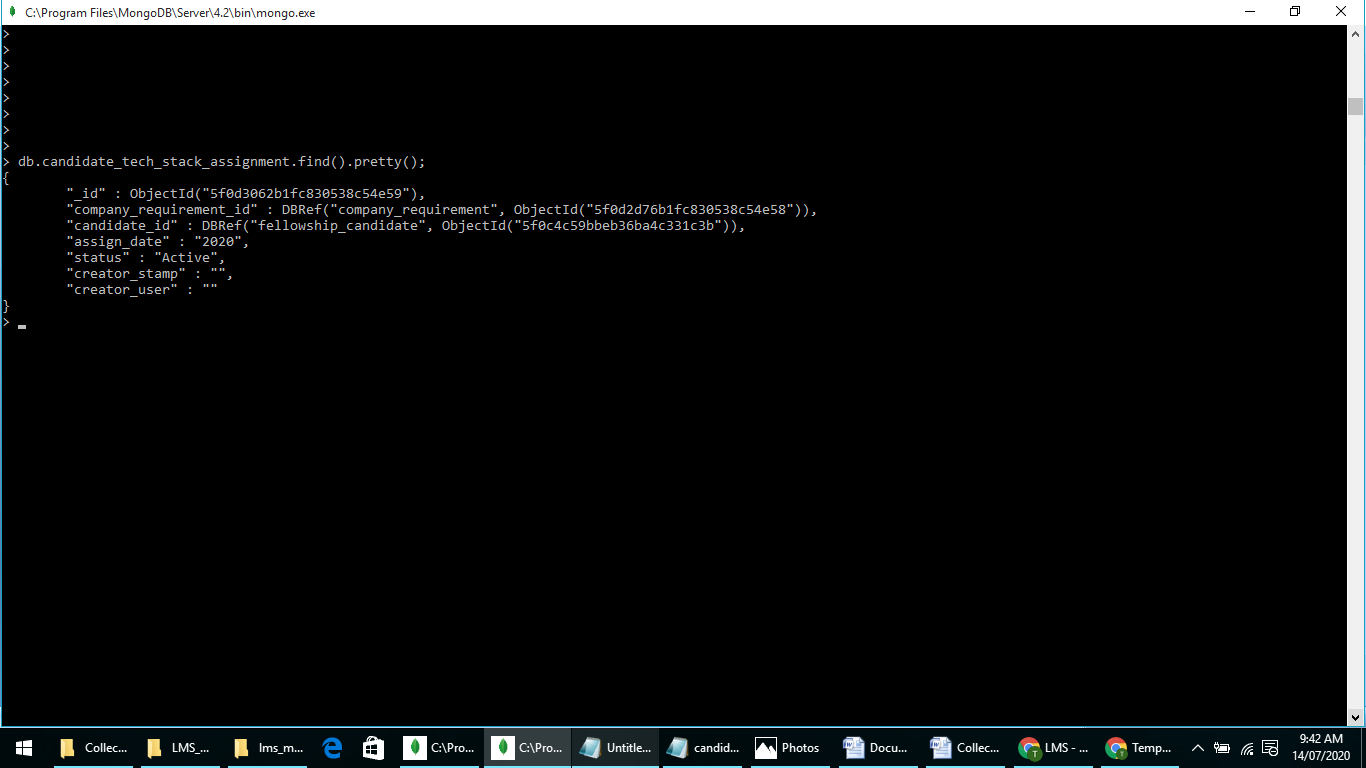 C:\Program Files\MongoDB\Server\4.2\bin\mongo.exe
>
>
>
>
>
>
>
>
> db.candidate_tech_stack_assignment.find().pretty();
{
        "_id" : ObjectId("5f0d3062b1fc830538c54e59"),
        "company_requirement_id" : DBRef("company_requirement", ObjectId("5f0d2d76b1fc830538c54e58")),
        "candidate_id" : DBRef("fellowship_candidate", ObjectId("5f0c4c59bbeb36ba4c331c3b")),
        "assign_date" : "2020",
        "status" : "Active",
        "creator_stamp" : "",
        "creator_user" : ""
}
>
Collec... LMS_... lms_m... C:\Pro... C:\Pro... Untitle... candid... Photos Docu... Collec... LMS - ... Temp... 9:42 AM
14/07/2020